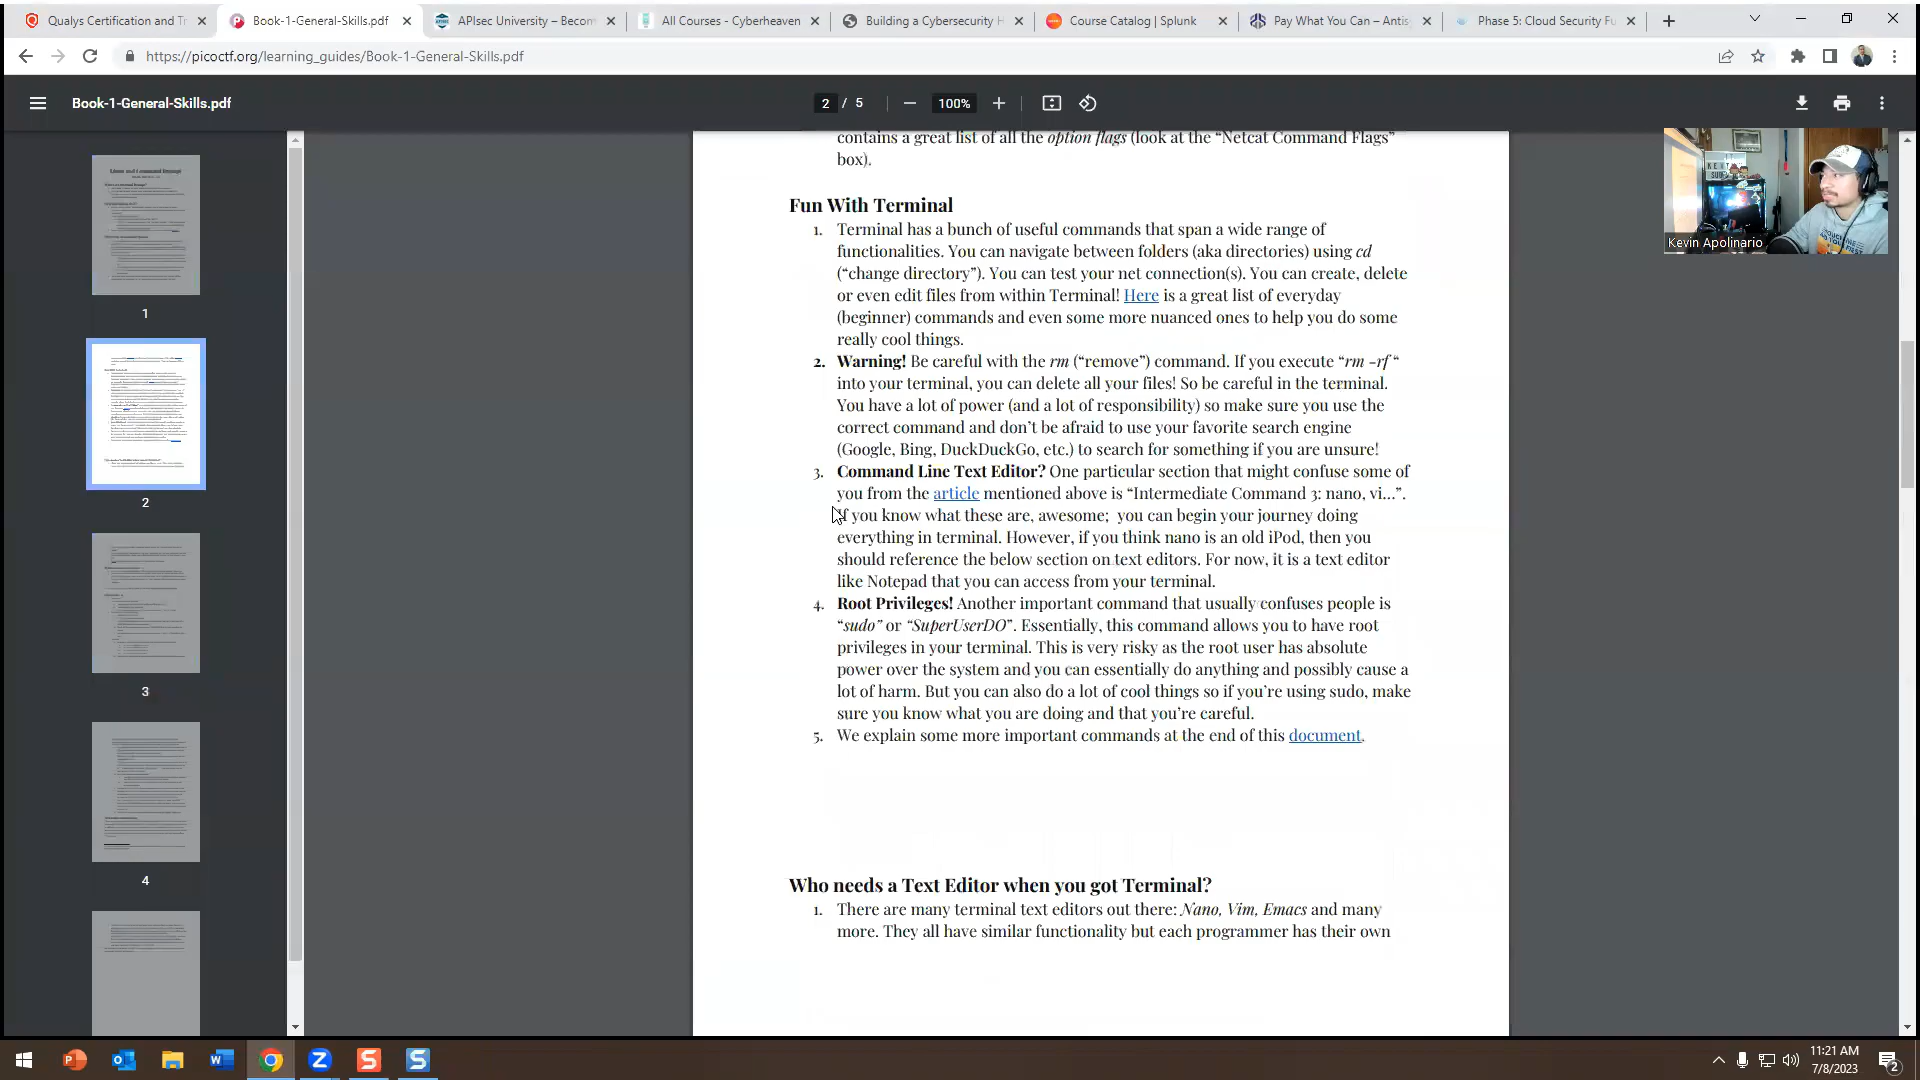 Qualys Certification and Tr
Book-1-General-Skills.pdf
APIsec University – Becom
All Courses - Cyberheaven
Building a Cybersecurity H
Course Catalog | Splunk
Pay What You Can – Antis
Phase 5: Cloud Security Fu
https://picoctf.org/learning_guides/Book-1-General-Skills.pdf
Book-1-General-Skills.pdf
2 / 5
100%
contains a great list of all the option flags (look at the “Netcat Command Flags”
box).
Fun With Terminal
1. Terminal has a bunch of useful commands that span a wide range of
functionalities. You can navigate between folders (aka directories) using cd
(“change directory”). You can test your net connection(s). You can create, delete
or even edit files from within Terminal! Here is a great list of everyday
(beginner) commands and even some more nuanced ones to help you do some
really cool things.
2. Warning! Be careful with the rm (“remove”) command. If you execute “rm -rf “
into your terminal, you can delete all your files! So be careful in the terminal.
You have a lot of power (and a lot of responsibility) so make sure you use the
correct command and don’t be afraid to use your favorite search engine
(Google, Bing, DuckDuckGo, etc.) to search for something if you are unsure!
3. Command Line Text Editor? One particular section that might confuse some of
you from the article mentioned above is “Intermediate Command 3: nano, vi…”.
If you know what these are, awesome; you can begin your journey doing
everything in terminal. However, if you think nano is an old iPod, then you
should reference the below section on text editors. For now, it is a text editor
like Notepad that you can access from your terminal.
4. Root Privileges! Another important command that usually confuses people is
“sudo” or “SuperUserDO”. Essentially, this command allows you to have root
privileges in your terminal. This is very risky as the root user has absolute
power over the system and you can essentially do anything and possibly cause a
lot of harm. But you can also do a lot of cool things so if you’re using sudo, make
sure you know what you are doing and that you’re careful.
5. We explain some more important commands at the end of this document.
Who needs a Text Editor when you got Terminal?
1. There are many terminal text editors out there: Nano, Vim, Emacs and many
more. They all have similar functionality but each programmer has their own
1
2
3
4
Kevin Apolinario
11:21 AM
7/8/2023
2